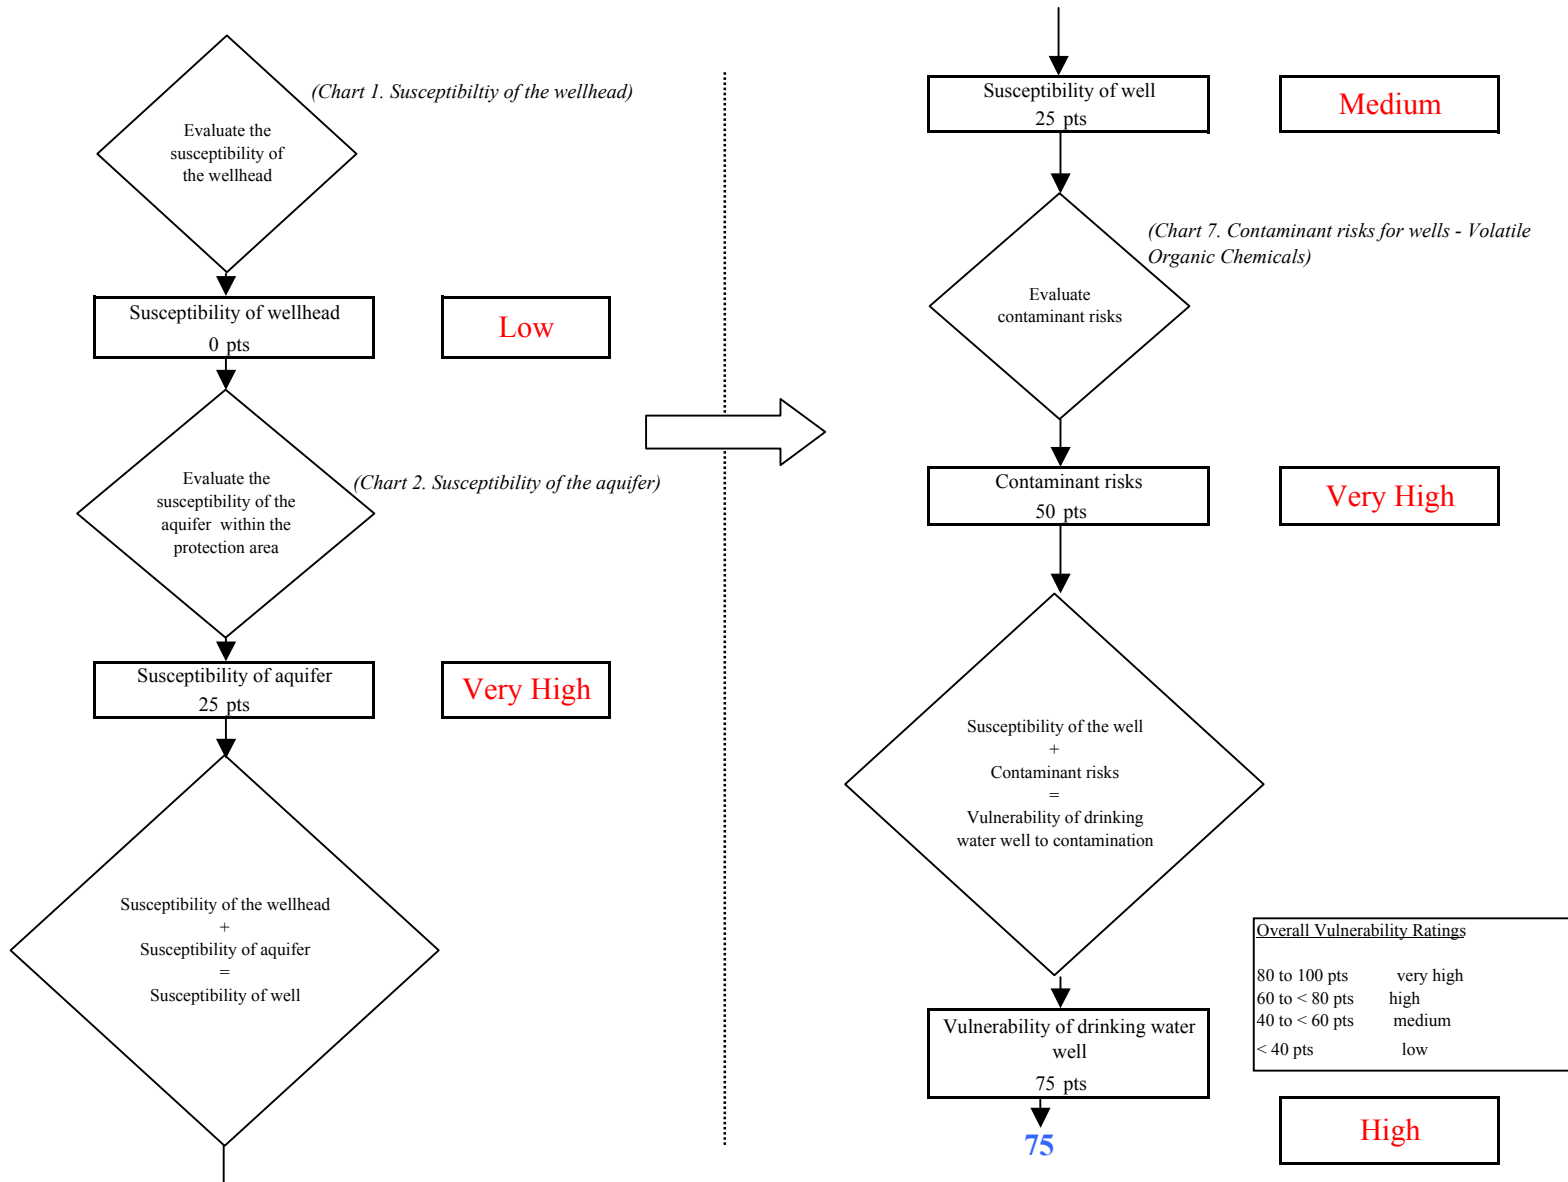 (Chart 1. Susceptibiltiy of the wellhead)
Evaluate the
susceptibility of
the wellhead
Susceptibility of wellhead
0 pts
Low
Evaluate the
susceptibility of the
aquifer within the
protection area
(Chart 2. Susceptibility of the aquifer)
Susceptibility of aquifer
25 pts
Very High
Susceptibility of the wellhead
+
Susceptibility of aquifer
=
Susceptibility of well
Susceptibility of well
25 pts
Medium
(Chart 7. Contaminant risks for wells - Volatile
Organic Chemicals)
Evaluate
contaminant risks
Contaminant risks
50 pts
Very High
Susceptibility of the well
+
Contaminant risks
=
Vulnerability of drinking
water well to contamination
Overall Vulnerability Ratings
80 to 100 pts very high
60 to < 80 pts high
40 to < 60 pts medium
< 40 pts low
Vulnerability of drinking water
well
75 pts
75
High